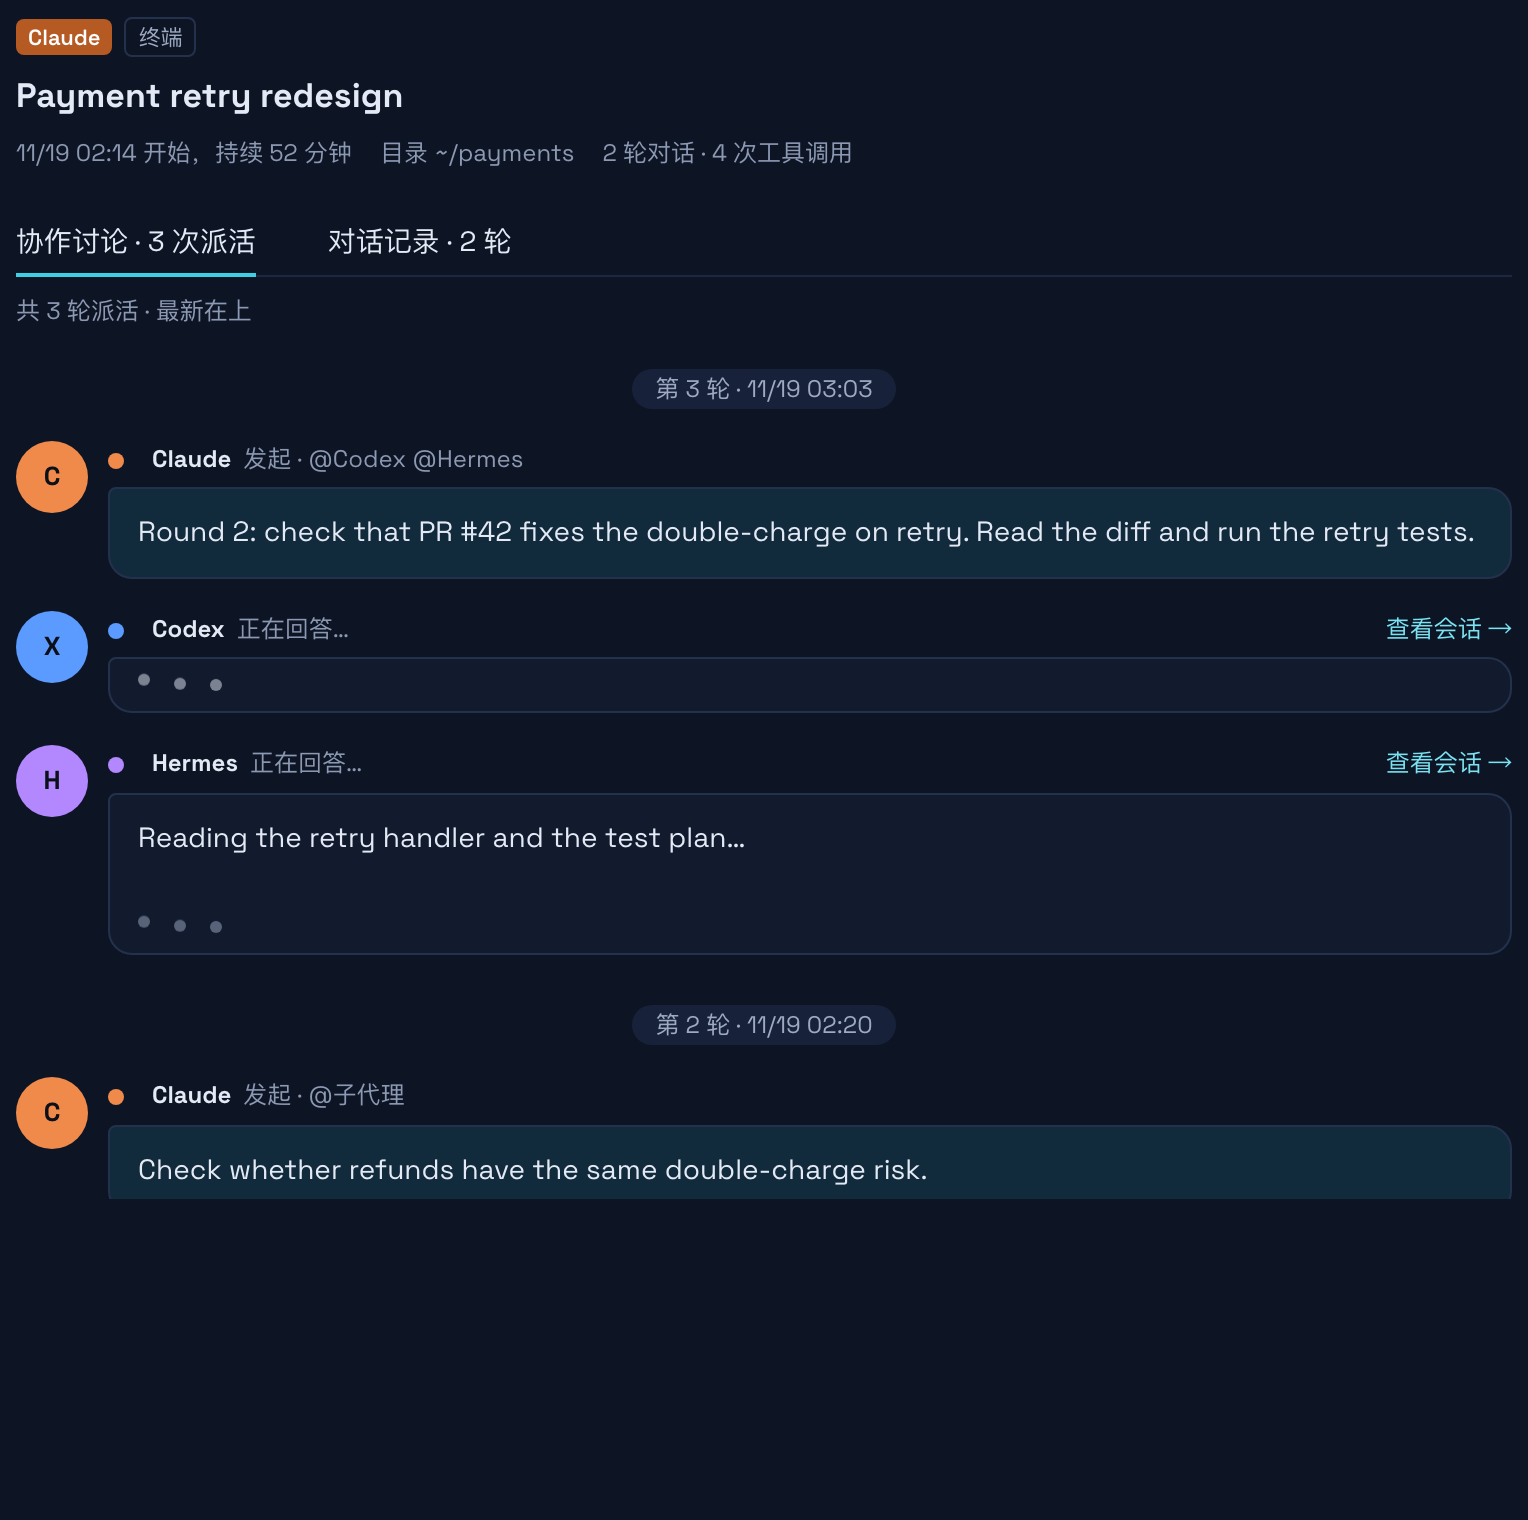 Claude 终端
Payment retry redesign
11/19 02:14 开始，持续 52 分钟 目录 ~/payments 2 轮对话 · 4 次工具调用
协作讨论 · 3 次派活 对话记录 · 2 轮
共 3 轮派活 · 最新在上
第 3 轮 · 11/19 03:03
C Claude 发起 · @Codex @Hermes
Round 2: check that PR #42 fixes the double-charge on retry. Read the diff and run the retry tests.
X Codex 正在回答... 查看会话 →
H Hermes 正在回答... 查看会话 →
Reading the retry handler and the test plan...
第 2 轮 · 11/19 02:20
C Claude 发起 · @子代理
Check whether refunds have the same double-charge risk.